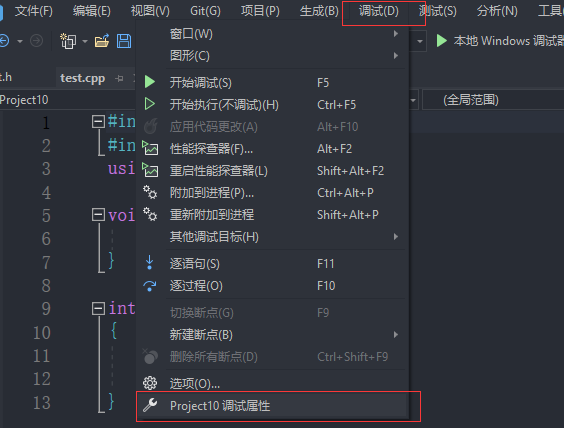 文件(F) 编辑(E) 视图(V) Git(G) 项目(P) 生成(B) 调试(D) 测试(S) 分析(N) 工具
本地 Windows 调试器
t.h test.cpp
Project10 (全局范围)
窗口(W)
图形(C)
开始调试(S) F5
开始执行(不调试)(H) Ctrl+F5
应用代码更改(A) Alt+F10
性能探查器(F)... Alt+F2
重启性能探查器(L) Shift+Alt+F2
附加到进程(P)... Ctrl+Alt+P
重新附加到进程 Shift+Alt+P
其他调试目标(H)
逐语句(S) F11
逐过程(O) F10
切换断点(G) F9
新建断点(B)
删除所有断点(D) Ctrl+Shift+F9
选项(O)...
Project10 调试属性
1 #in
2 #in
3 usi
4
5 voi
6
7 }
8
9 int
10 {
11
12
13 }